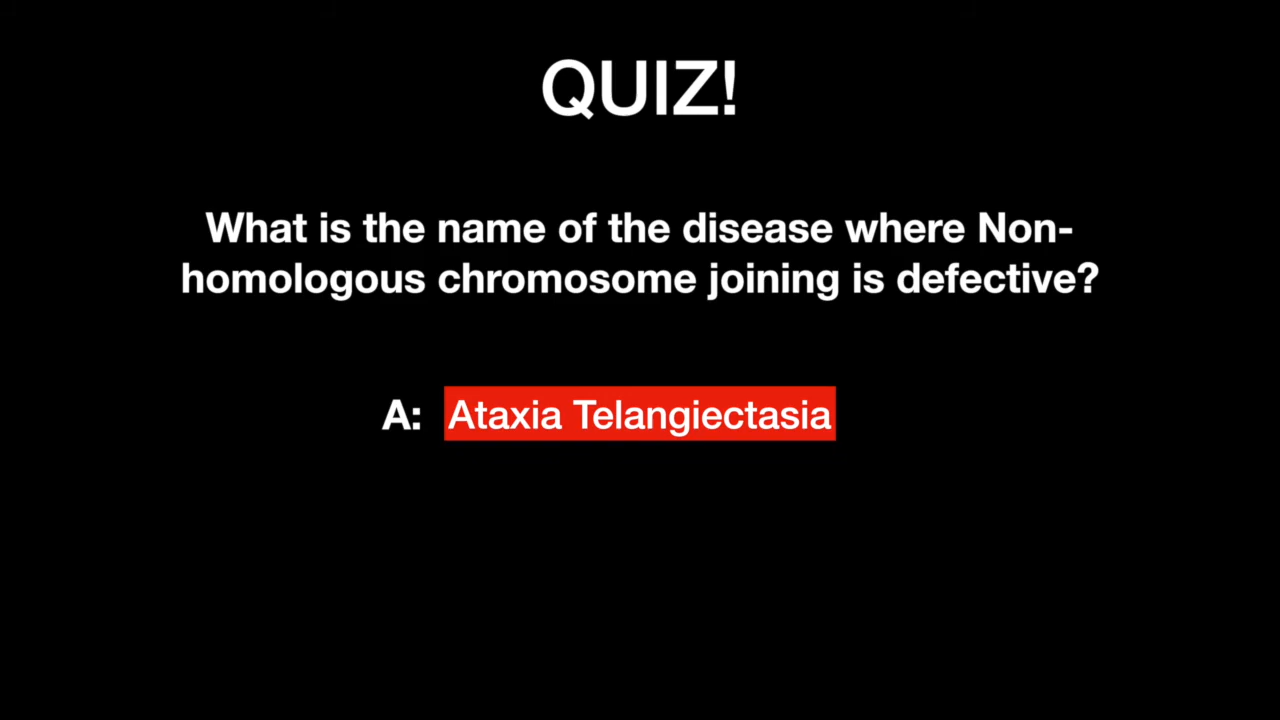 QUIZ!
What is the name of the disease where Non-
homologous chromosome joining is defective?
A: Ataxia Telangiectasia